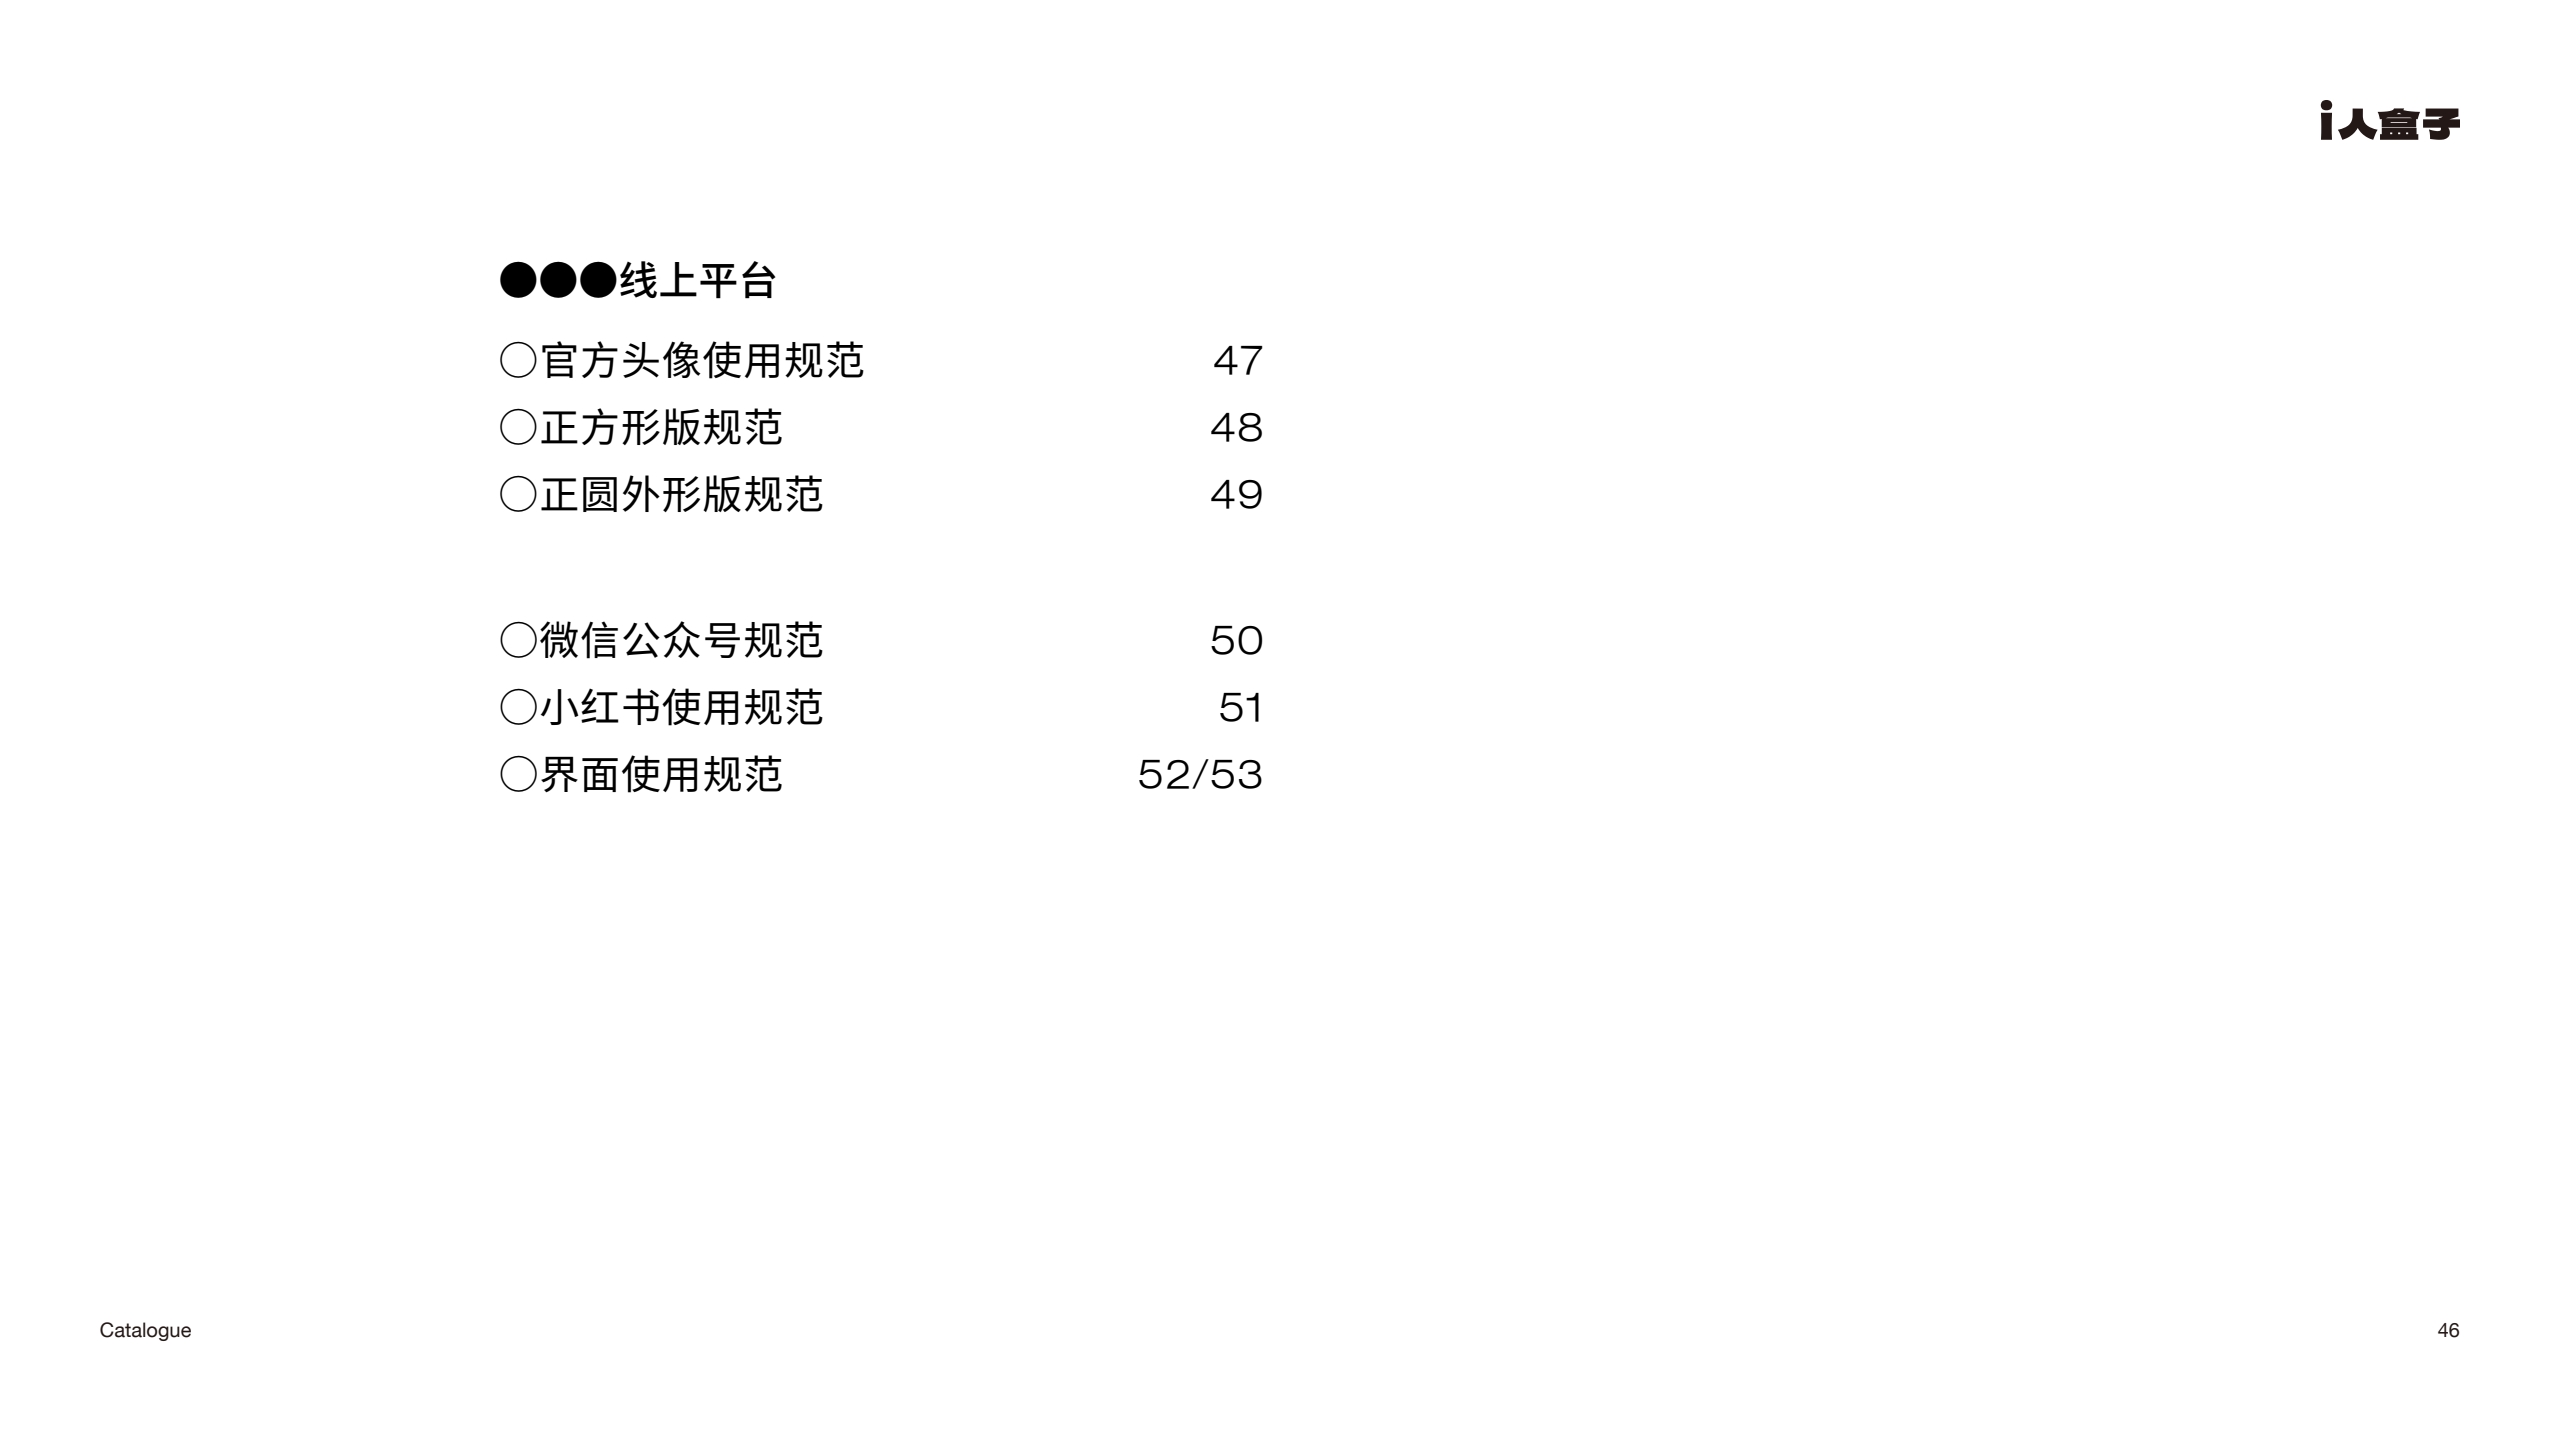 i人盒子
●●●线上平台
○官方头像使用规范 47
○正方形版规范 48
○正圆外形版规范 49
○微信公众号规范 50
○小红书使用规范 51
○界面使用规范 52/53
Catalogue 46